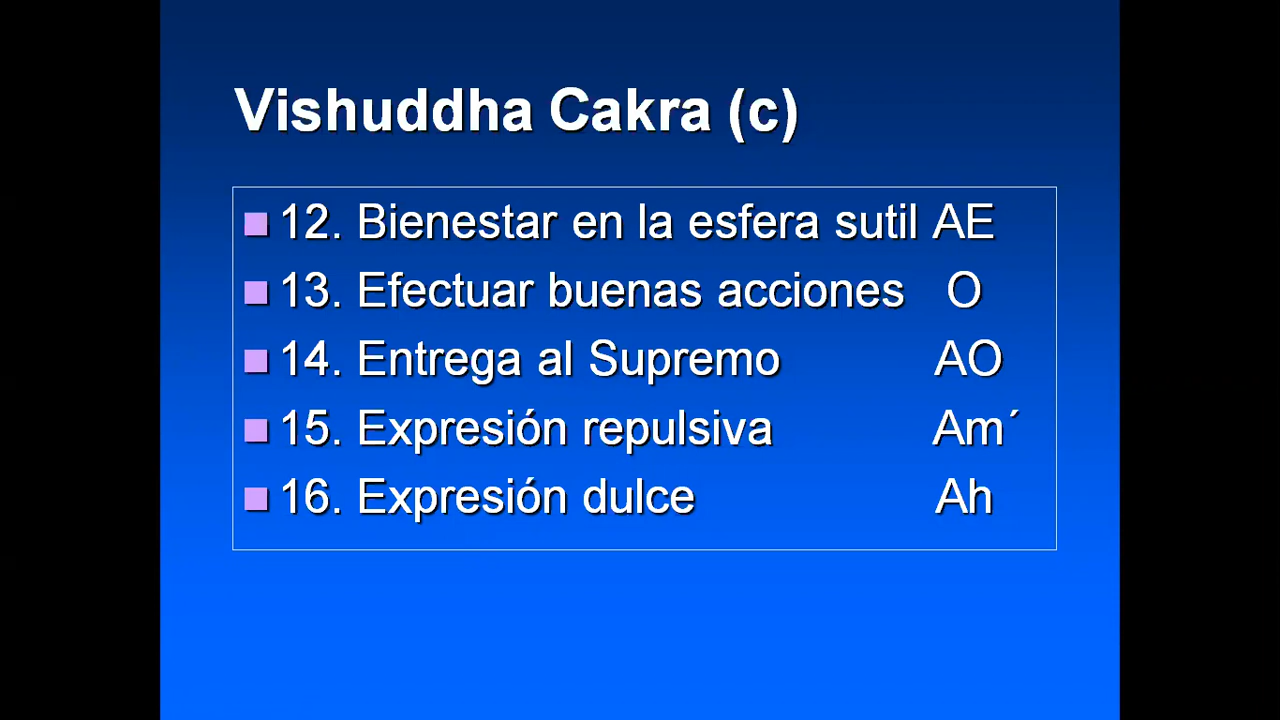 Vishuddha Cakra (c)
12. Bienestar en la esfera sutil AE
13. Efectuar buenas acciones O
14. Entrega al Supremo AO
15. Expresión repulsiva Am´
16. Expresión dulce Ah